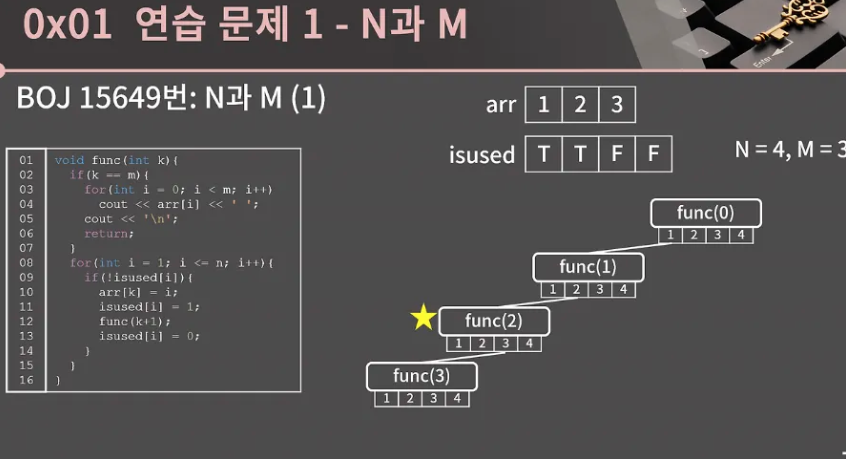 0x01 연습 문제 1 - N과 M
BOJ 15649번: N과 M (1)
arr 1 2 3
isused T T F F
N = 4, M = 3
01 void func(int k){
02 if(k == m){
03 for(int i = 0; i < m; i++)
04 cout << arr[i] << ' ';
05 cout << '\n';
06 return;
07 }
08 for(int i = 1; i <= n; i++){
09 if(!isused[i]){
10 arr[k] = i;
11 isused[i] = 1;
12 func(k+1);
13 isused[i] = 0;
14 }
15 }
16 }
func(0)
1 2 3 4
func(1)
1 2 3 4
func(2)
1 2 3 4
func(3)
1 2 3 4
Enter